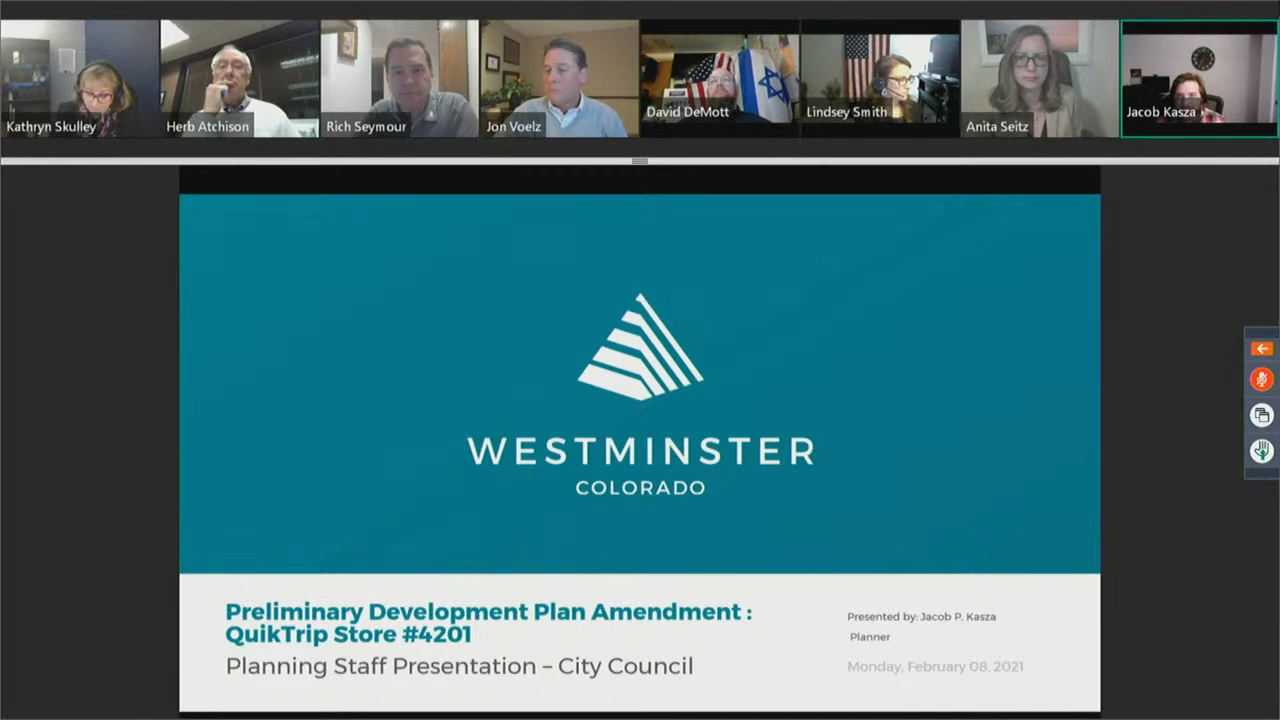 Kathryn Skulley
Herb Atchison
Rich Seymour
Jon Voelz
David DeMott
Lindsey Smith
Anita Seitz
Jacob Kasza
WESTMINSTER
COLORADO
Preliminary Development Plan Amendment :
QuikTrip Store #4201
Planning Staff Presentation – City Council
Presented by: Jacob P. Kasza
Planner
Monday, February 08, 2021